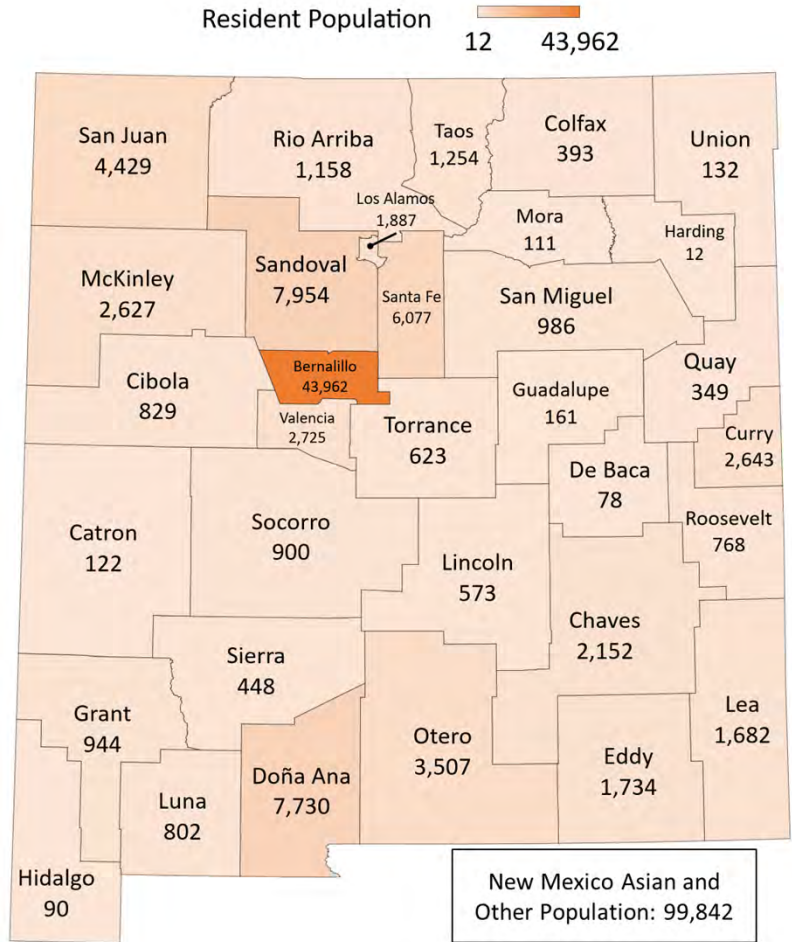 Resident Population
12 43,962
San Juan
4,429
Rio Arriba
1,158
Taos
1,254
Colfax
393
Union
132
Los Alamos
1,887
Mora
111
Harding
12
McKinley
2,627
Sandoval
7,954
Santa Fe
6,077
San Miguel
986
Quay
349
Cibola
829
Bernalillo
43,962
Valencia
2,725
Torrance
623
Guadalupe
161
Curry
2,643
De Baca
78
Roosevelt
768
Catron
122
Socorro
900
Lincoln
573
Chaves
2,152
Sierra
448
Grant
944
Lea
1,682
Otero
3,507
Eddy
1,734
Doña Ana
7,730
Luna
802
Hidalgo
90
New Mexico Asian and
Other Population: 99,842